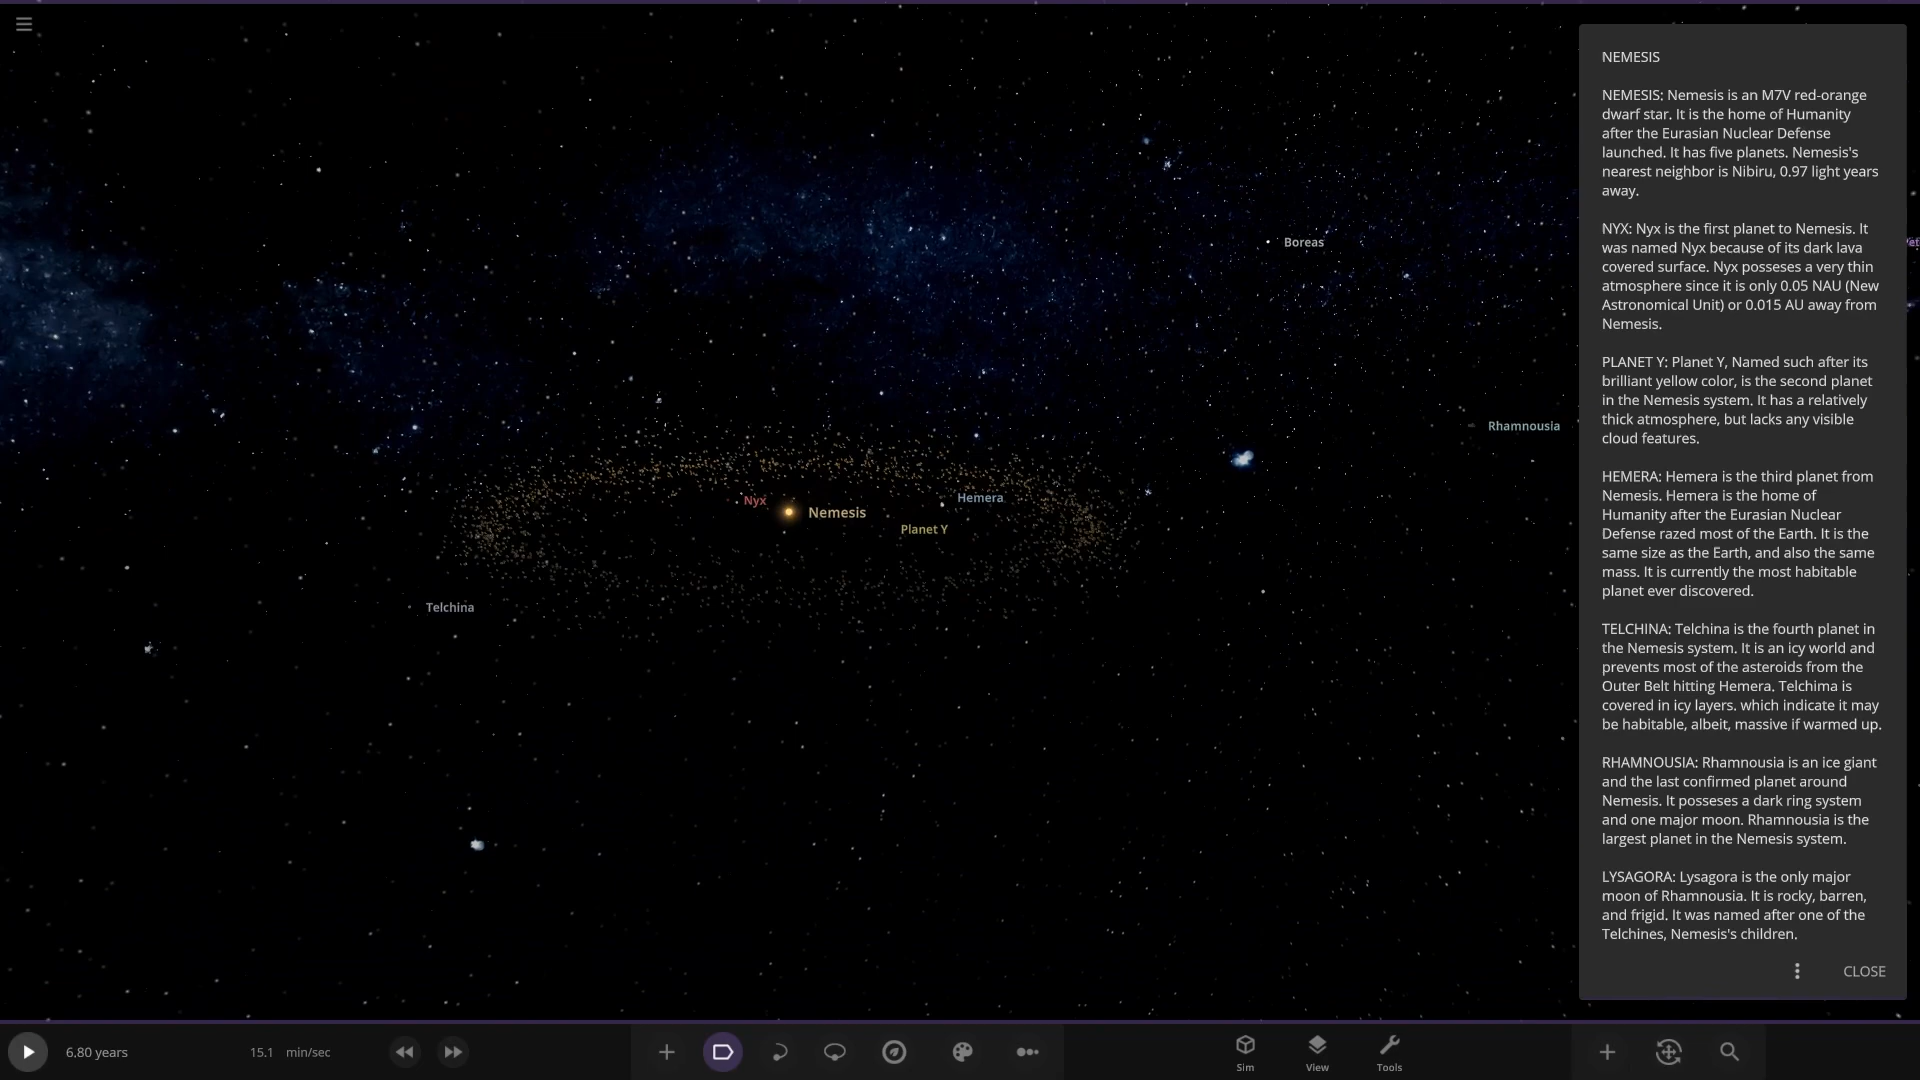 NEMESIS
NEMESIS: Nemesis is an M7V red-orange
dwarf star. It is the home of Humanity
after the Eurasian Nuclear Defense
launched. It has five planets. Nemesis's
nearest neighbor is Nibiru, 0.97 light years
away.
NYX: Nyx is the first planet to Nemesis. It
was named Nyx because of its dark lava
covered surface. Nyx posseses a very thin
atmosphere since it is only 0.05 NAU (New
Astronomical Unit) or 0.015 AU away from
Nemesis.
PLANET Y: Planet Y, Named such after its
brilliant yellow color, is the second planet
in the Nemesis system. It has a relatively
thick atmosphere, but lacks any visible
cloud features.
HEMERA: Hemera is the third planet from
Nemesis. Hemera is the home of
Humanity after the Eurasian Nuclear
Defense razed most of the Earth. It is the
same size as the Earth, and also the same
mass. It is currently the most habitable
planet ever discovered.
TELCHINA: Telchina is the fourth planet in
the Nemesis system. It is an icy world and
prevents most of the asteroids from the
Outer Belt hitting Hemera. Telchima is
covered in icy layers. which indicate it may
be habitable, albeit, massive if warmed up.
RHAMNOUSIA: Rhamnousia is an ice giant
and the last confirmed planet around
Nemesis. It posseses a dark ring system
and one major moon. Rhamnousia is the
largest planet in the Nemesis system.
LYSAGORA: Lysagora is the only major
moon of Rhamnousia. It is rocky, barren,
and frigid. It was named after one of the
Telchines, Nemesis's children.
CLOSE
Boreas
Rhamnousia
Nyx
Nemesis
Hemera
Planet Y
Telchina
6.80 years
15.1 min/sec
Sim
View
Tools